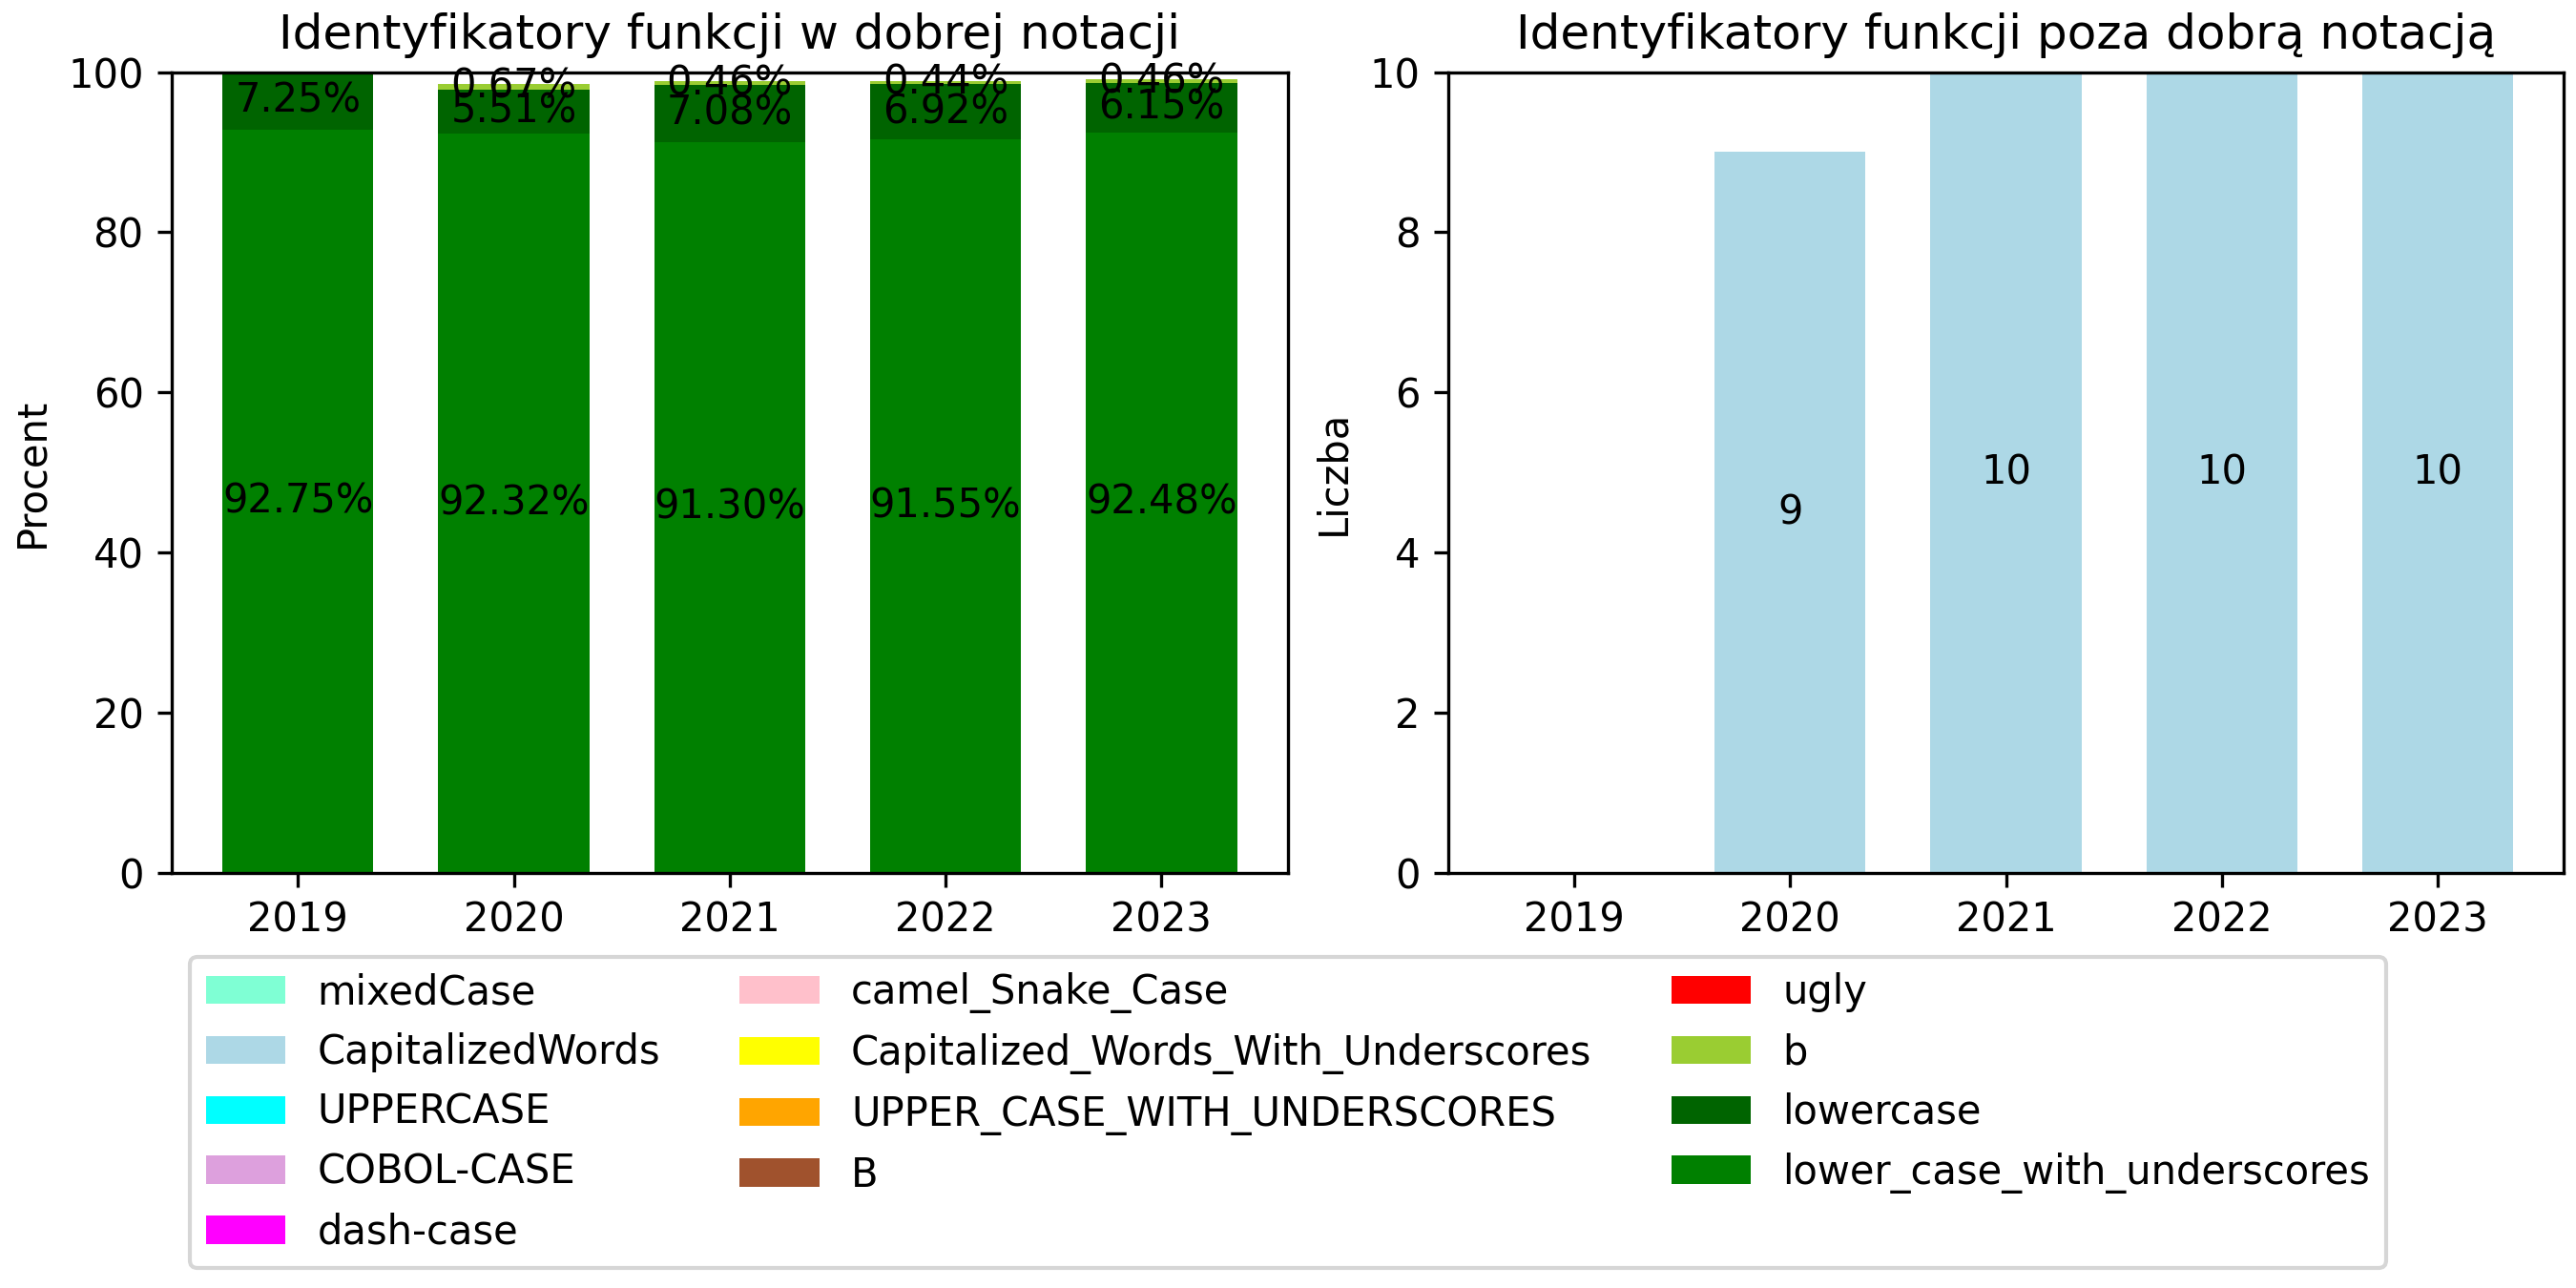 Identyfikatory funkcji w dobrej notacji
Procent
100
80
60
40
20
0
7.25%
0.67%
0.46%
0.44%
0.46%
5.51%
7.08%
6.92%
6.15%
92.75%
92.32%
91.30%
91.55%
92.48%
2019
2020
2021
2022
2023
Identyfikatory funkcji poza dobrą notacją
Liczba
10
8
6
4
2
0
9
10
10
10
2019
2020
2021
2022
2023
mixedCase
CapitalizedWords
UPPERCASE
COBOL-CASE
dash-case
camel_Snake_Case
Capitalized_Words_With_Underscores
UPPER_CASE_WITH_UNDERSCORES
B
ugly
b
lowercase
lower_case_with_underscores